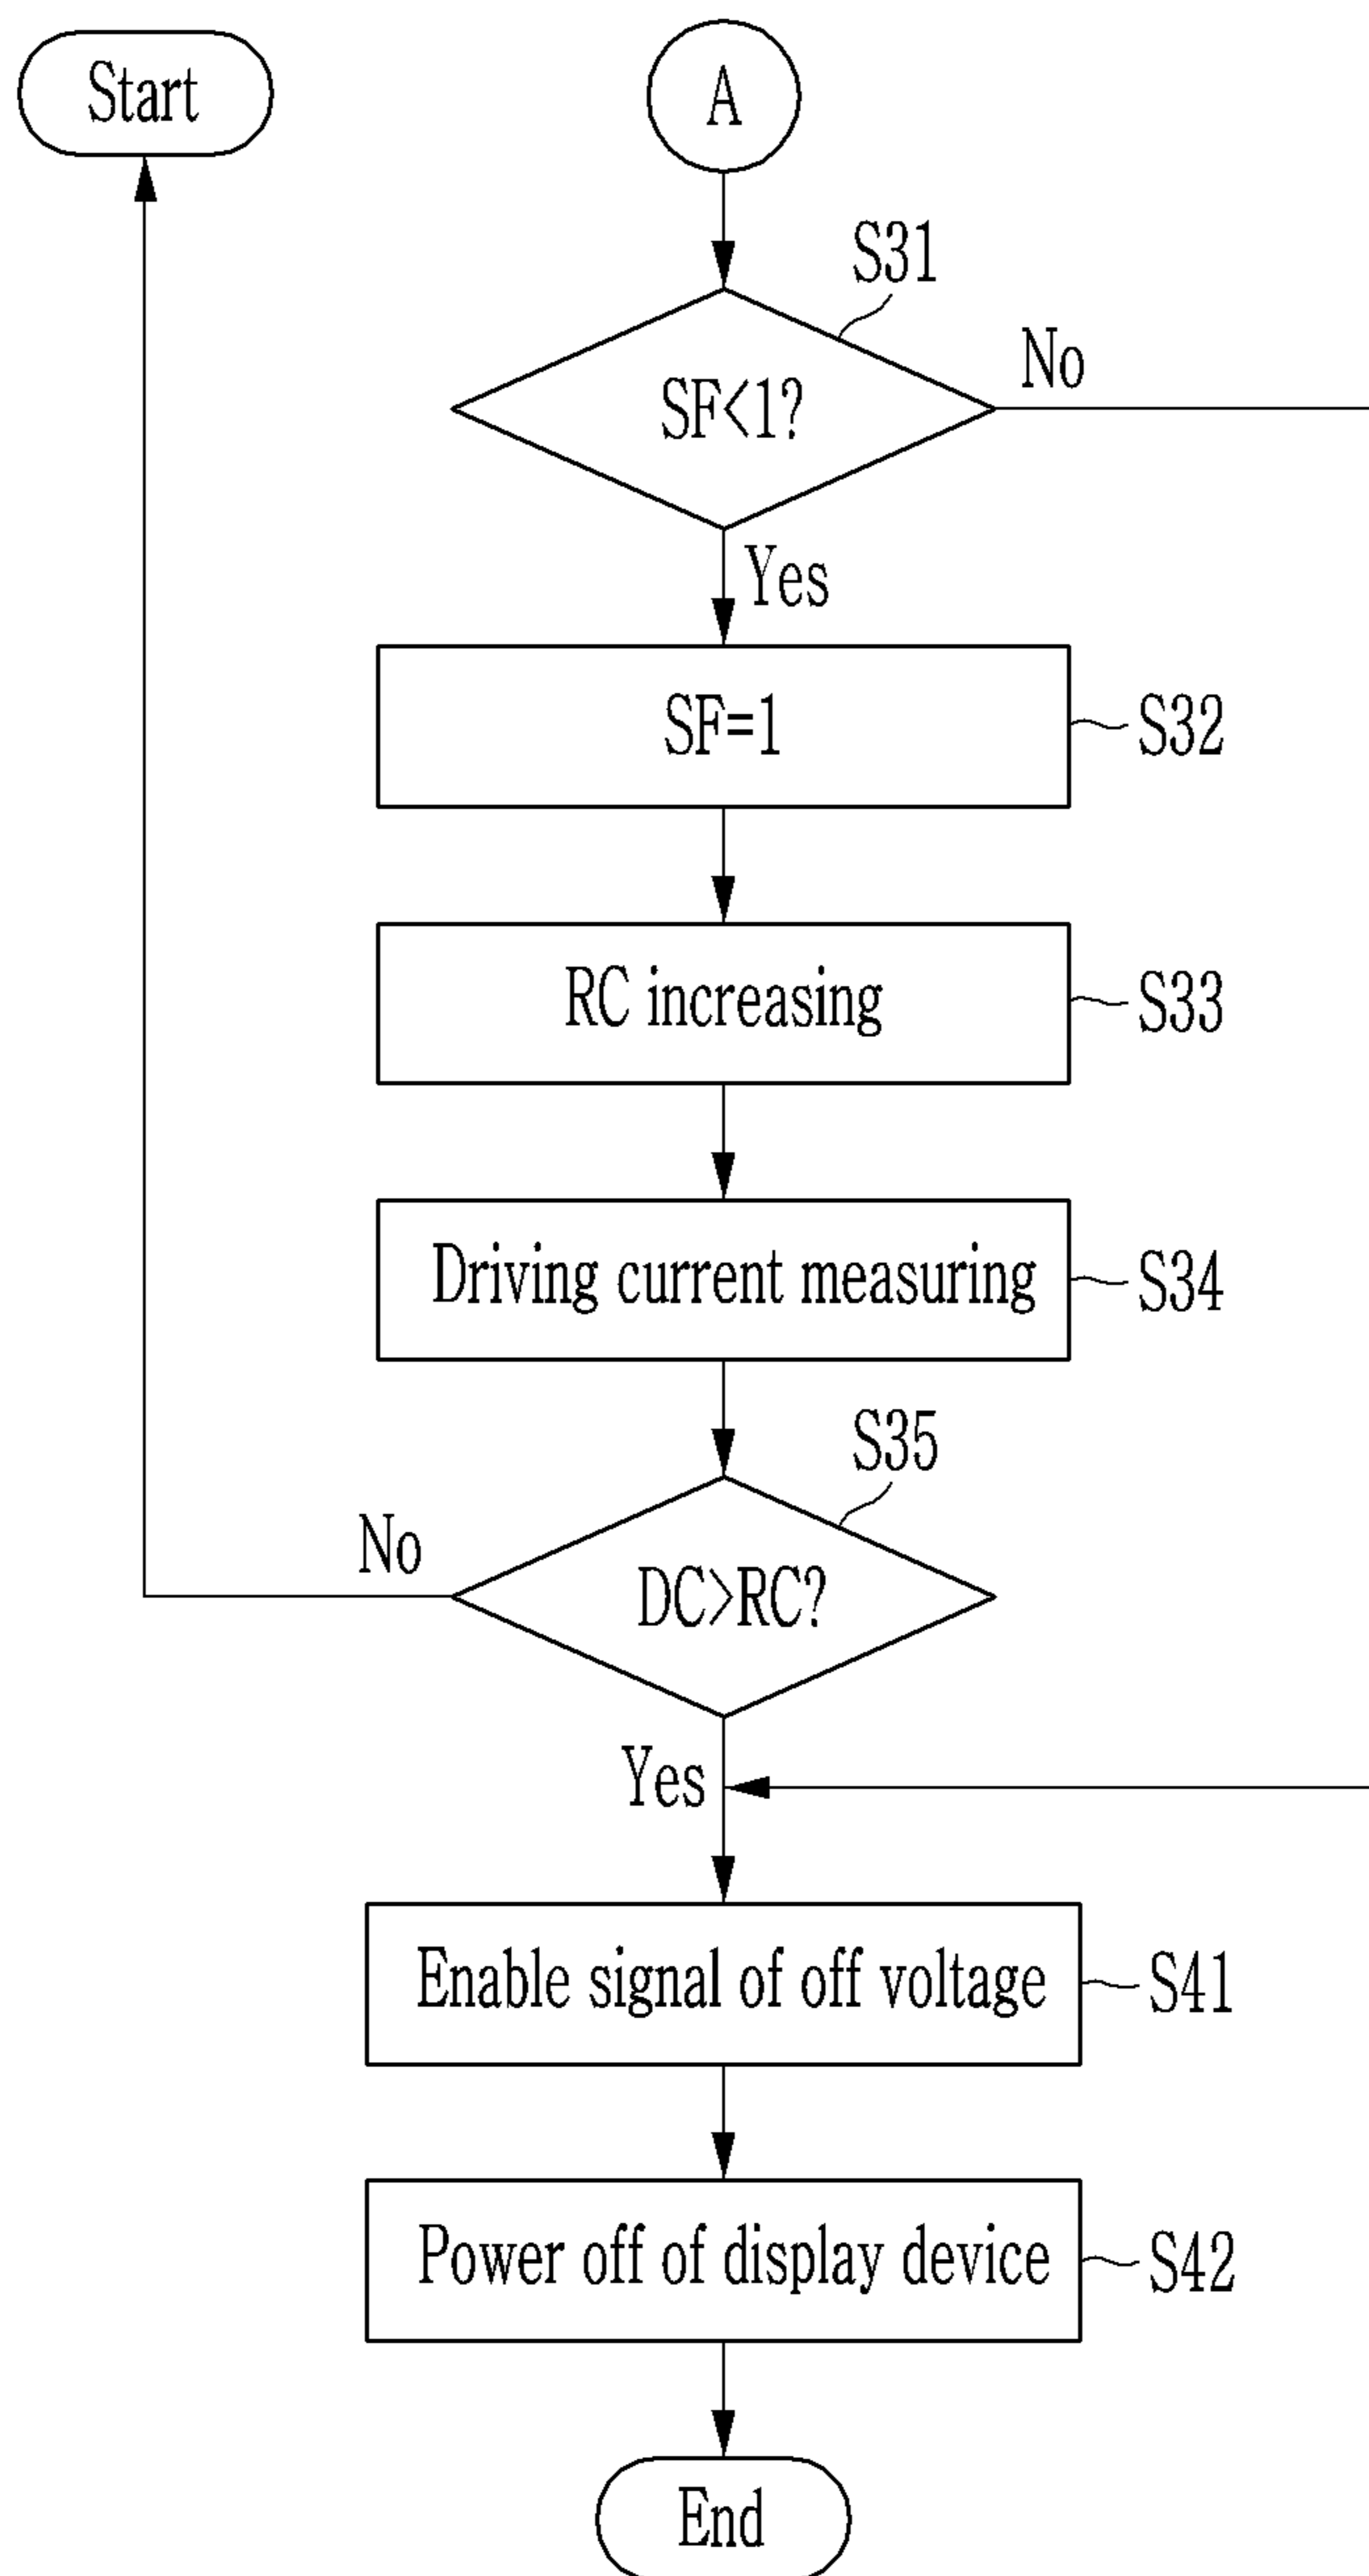 Start
A
S31
SF<1?
No
Yes
SF=1
S32
RC increasing
S33
Driving current measuring
S34
S35
No
DC>RC?
Yes
Enable signal of off voltage
S41
Power off of display device
S42
End